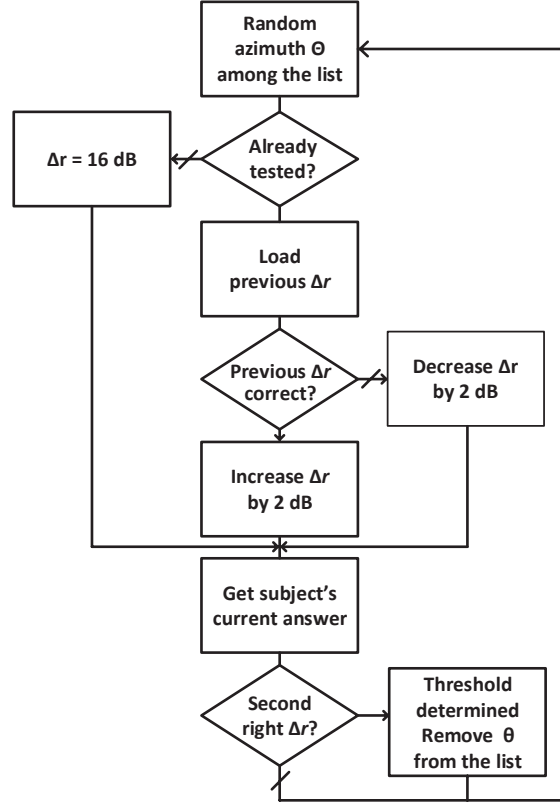 Random
azimuth Θ
among the list
Already
tested?
Δr = 16 dB
Load
previous Δr
Previous Δr
correct?
Decrease Δr
by 2 dB
Increase Δr
by 2 dB
Get subject's
current answer
Second
right Δr?
Threshold
determined
Remove θ
from the list